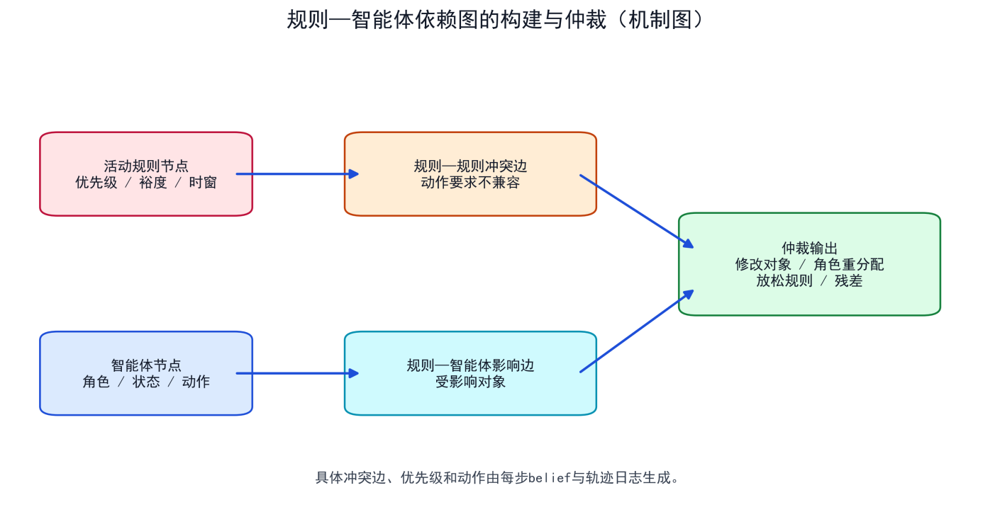 规则—智能体依赖图的构建与仲裁（机制图）
活动规则节点
优先级 / 裕度 / 时窗
规则—规则冲突边
动作要求不兼容
仲裁输出
修改对象 / 角色重分配
放松规则 / 残差
智能体节点
角色 / 状态 / 动作
规则—智能体影响边
受影响对象
具体冲突边、优先级和动作由每步belief与轨迹日志生成。